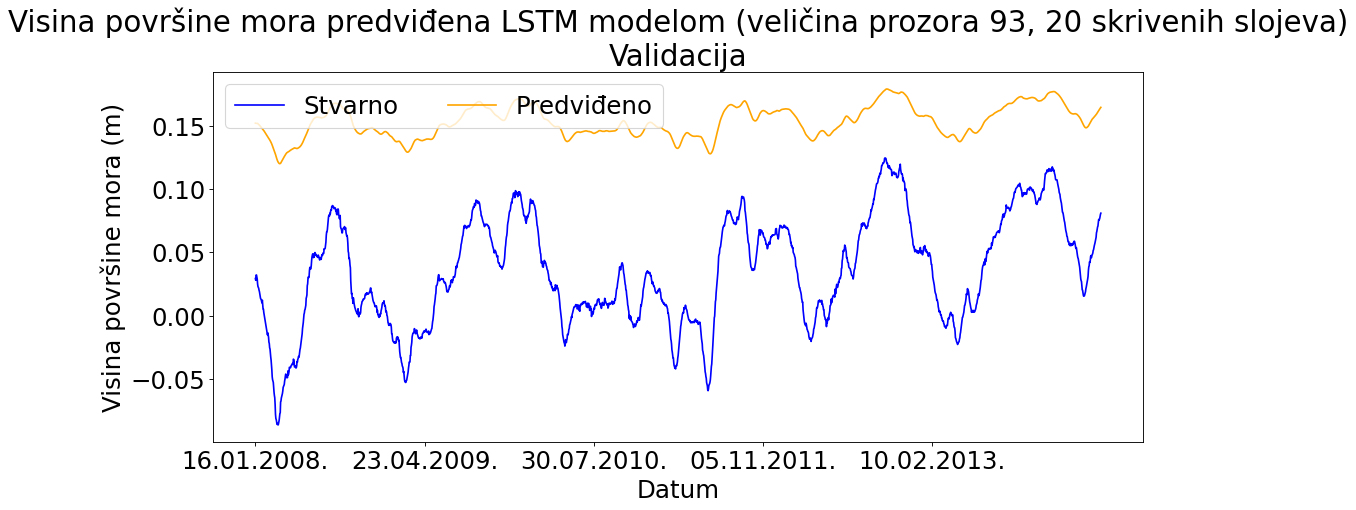 Visina površine mora predviđena LSTM modelom (veličina prozora 93, 20 skrivenih slojeva)
Validacija
Stvarno
Predviđeno
Visina površine mora (m)
0.15
0.10
0.05
0.00
−0.05
16.01.2008.
23.04.2009.
30.07.2010.
05.11.2011.
10.02.2013.
Datum